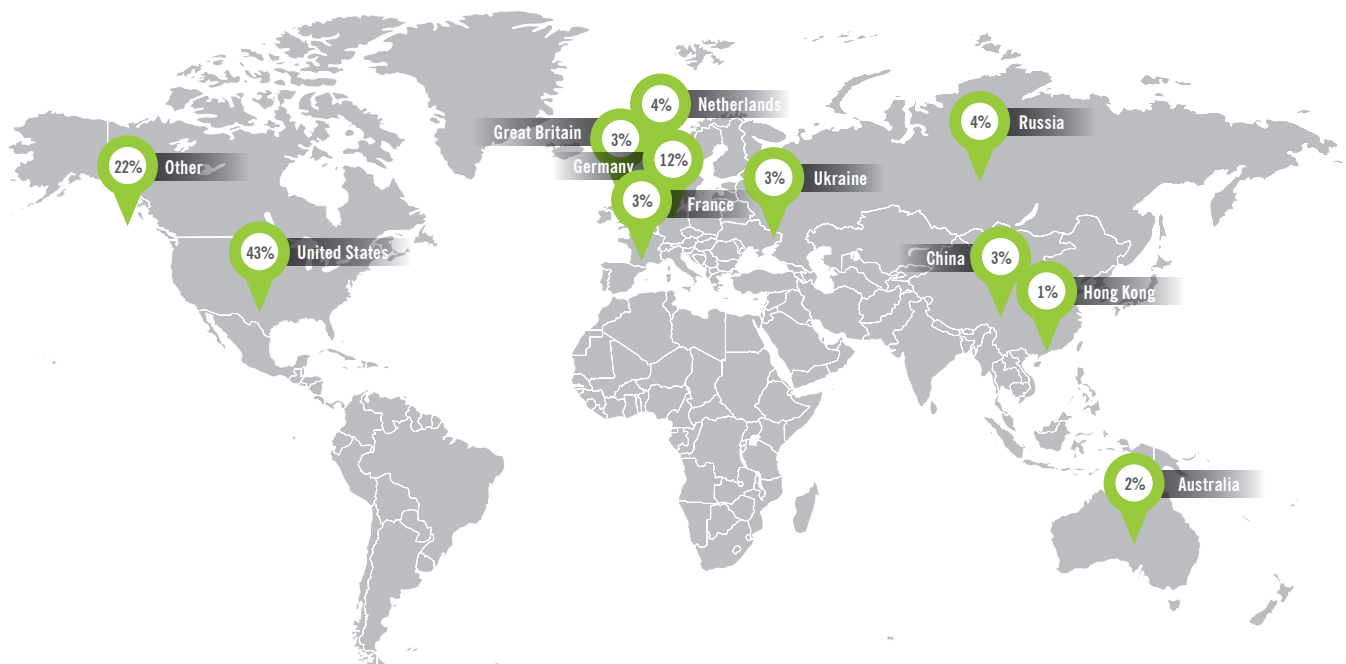 4% Netherlands
Great Britain 3%
Germany 12%
4% Russia
22% Other
3% Ukraine
3% France
43% United States
China 3%
1% Hong Kong
2% Australia